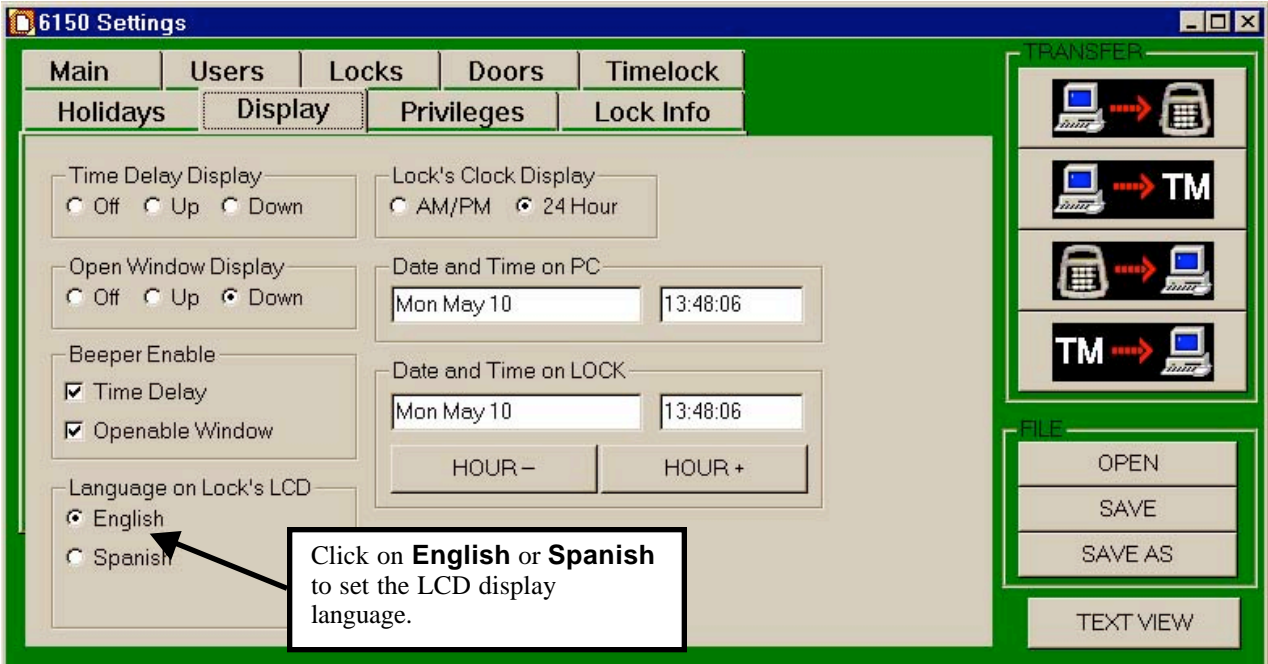 6150 Settings
Main Users Locks Doors Timelock
Holidays Display Privileges Lock Info
Time Delay Display
Off Up Down
Lock's Clock Display
AM/PM 24 Hour
Open Window Display
Off Up Down
Date and Time on PC
Mon May 10 13:48:06
Beeper Enable
Time Delay
Openable Window
Date and Time on LOCK
Mon May 10 13:48:06
HOUR – HOUR +
Language on Lock's LCD
English
Spanish
Click on English or Spanish
to set the LCD display
language.
TRANSFER
TM
TM
FILE
OPEN
SAVE
SAVE AS
TEXT VIEW